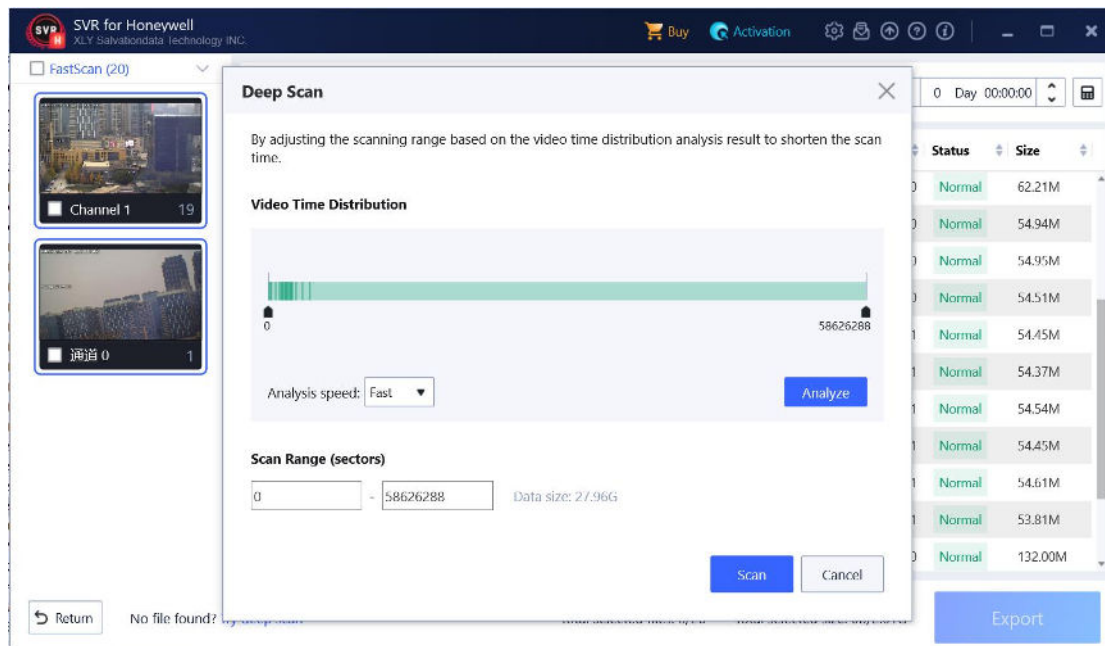 SVR
H
SVR for Honeywell
XLY Salvationdata Technology INC.
Buy
Activation
FastScan (20)
Channel 1
19
通道 0
1
Deep Scan
By adjusting the scanning range based on the video time distribution analysis result to shorten the scan
time.
Video Time Distribution
0
58626288
Analysis speed: Fast
Analyze
Scan Range (sectors)
0 - 58626288 Data size: 27.96G
Scan
Cancel
0 Day 00:00:00
Status Size
Normal 62.21M
Normal 54.94M
Normal 54.95M
Normal 54.51M
Normal 54.45M
Normal 54.37M
Normal 54.54M
Normal 54.45M
Normal 54.61M
Normal 53.81M
Normal 132.00M
Return
No file found?
Export